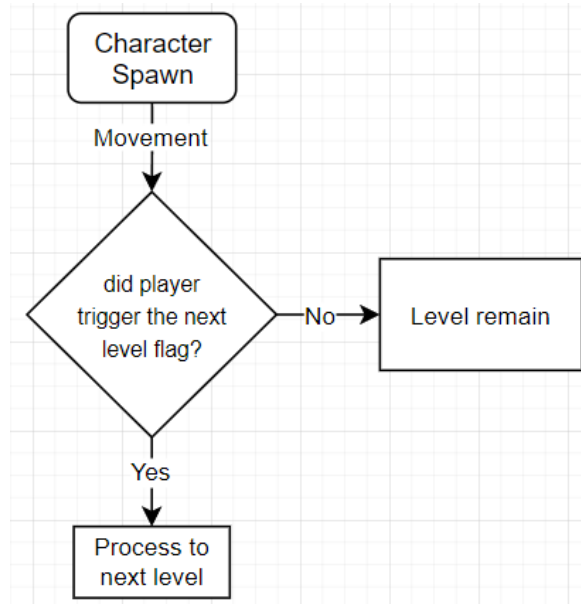 Character
Spawn
Movement
did player
trigger the next
level flag?
No
Level remain
Yes
Process to
next level